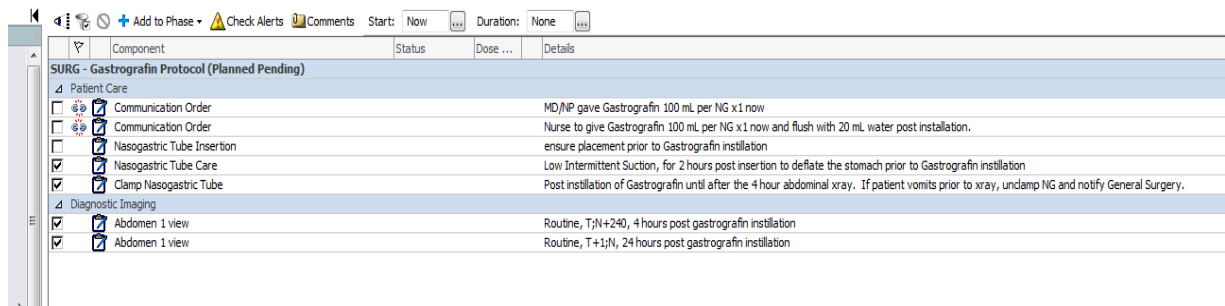 Add to Phase Check Alerts Comments Start: Now ... Duration: None ...
Component Status Dose ... Details
SURG - Gastrografin Protocol (Planned Pending)
Patient Care
Communication Order MD/NP gave Gastrografin 100 mL per NG x1 now
Communication Order Nurse to give Gastrografin 100 mL per NG x1 now and flush with 20 mL water post installation.
Nasogastric Tube Insertion ensure placement prior to Gastrografin instillation
Nasogastric Tube Care Low Intermittent Suction, for 2 hours post insertion to deflate the stomach prior to Gastrografin instillation
Clamp Nasogastric Tube Post instillation of Gastrografin until after the 4 hour abdominal xray. If patient vomits prior to xray, unclamp NG and notify General Surgery.
Diagnostic Imaging
Abdomen 1 view Routine, T;N+240, 4 hours post gastrografin instillation
Abdomen 1 view Routine, T+1;N, 24 hours post gastrografin instillation